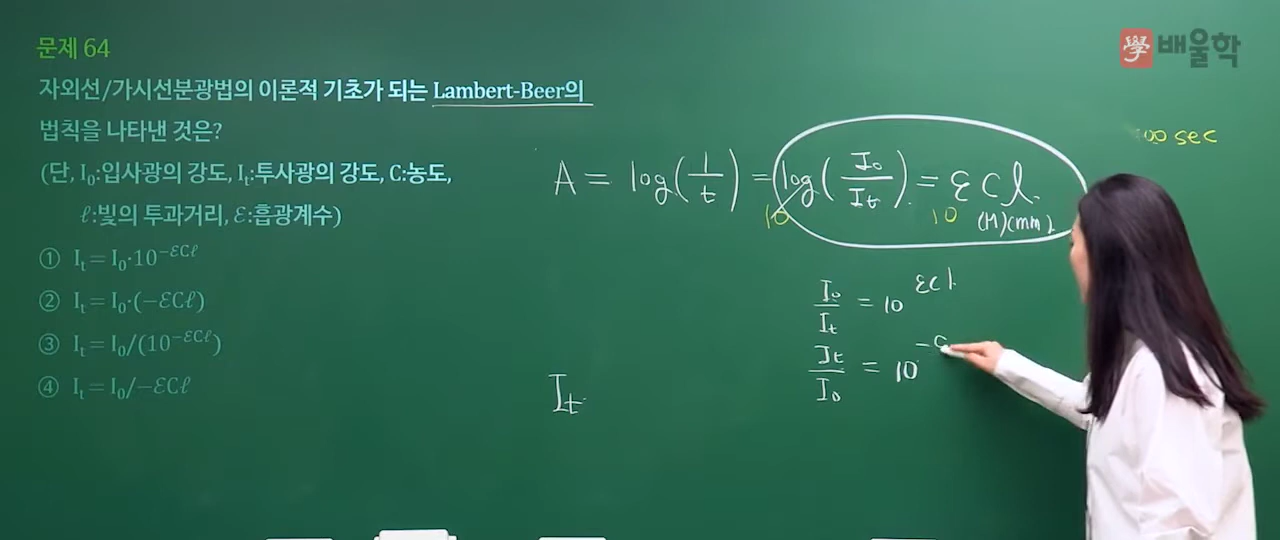 문제 64
자외선/가시선분광법의 이론적 기초가 되는 Lambert-Beer의
법칙을 나타낸 것은?
(단, I₀:입사광의 강도, Iₜ:투사광의 강도, C:농도,
ℓ:빛의 투과거리, ε:흡광계수)
① Iₜ = I₀·10^(-εCℓ)
② Iₜ = I₀·(-εCℓ)
③ Iₜ = I₀/(10^(-εCℓ))
④ Iₜ = I₀/-εCℓ
學 배울학
00 sec
A = log(1/t) = log(I₀/Iₜ) = εCl
10 10 (M)(mm)
I₀/Iₜ = 10^(εCl)
Iₜ/I₀ = 10^-
Iₜ